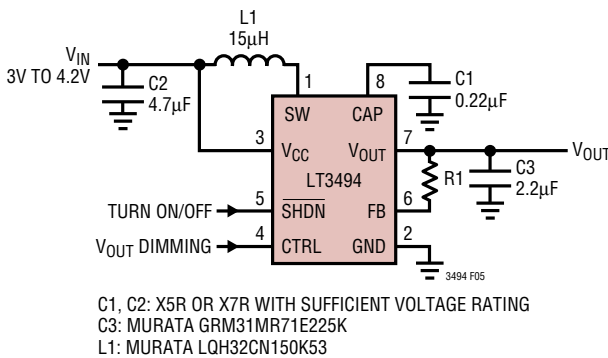 L1
15µH
VIN
3V TO 4.2V
C2
4.7µF
1
8
C1
0.22µF
SW
CAP
3
VCC
VOUT
7
VOUT
LT3494
R1
C3
2.2µF
TURN ON/OFF
5
SHDN
FB
6
VOUT DIMMING
4
CTRL
GND
2
3494 F05
C1, C2: X5R OR X7R WITH SUFFICIENT VOLTAGE RATING
C3: MURATA GRM31MR71E225K
L1: MURATA LQH32CN150K53